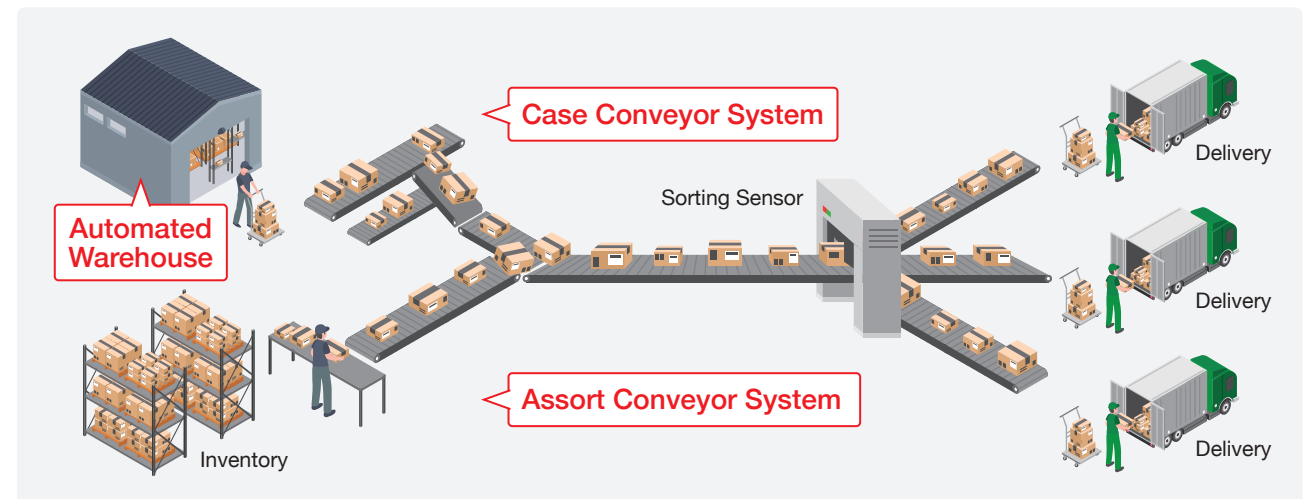 Case Conveyor System
Delivery
Sorting Sensor
Automated
Warehouse
Delivery
Assort Conveyor System
Inventory
Delivery